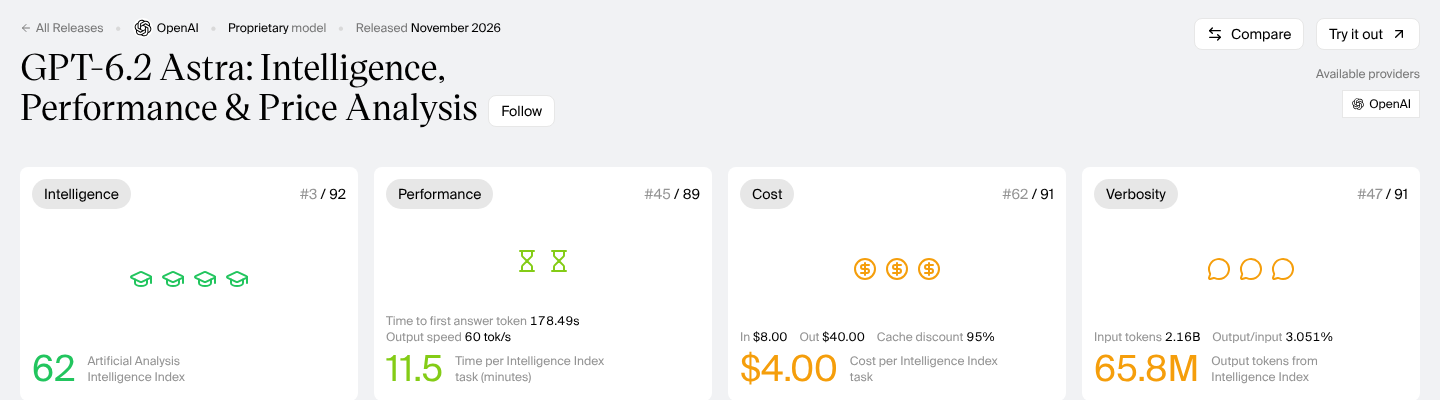 ← All Releases • OpenAI • Proprietary model • Released November 2026
Compare
Try it out
GPT-6.2 Astra: Intelligence,
Performance & Price Analysis
Follow
Available providers
OpenAI
Intelligence
#3 / 92
62
Artificial Analysis
Intelligence Index
Performance
#45 / 89
Time to first answer token 178.49s
Output speed 60 tok/s
11.5
Time per Intelligence Index
task (minutes)
Cost
#62 / 91
In $8.00 Out $40.00 Cache discount 95%
$4.00
Cost per Intelligence Index
task
Verbosity
#47 / 91
Input tokens 2.16B Output/input 3.051%
65.8M
Output tokens from
Intelligence Index